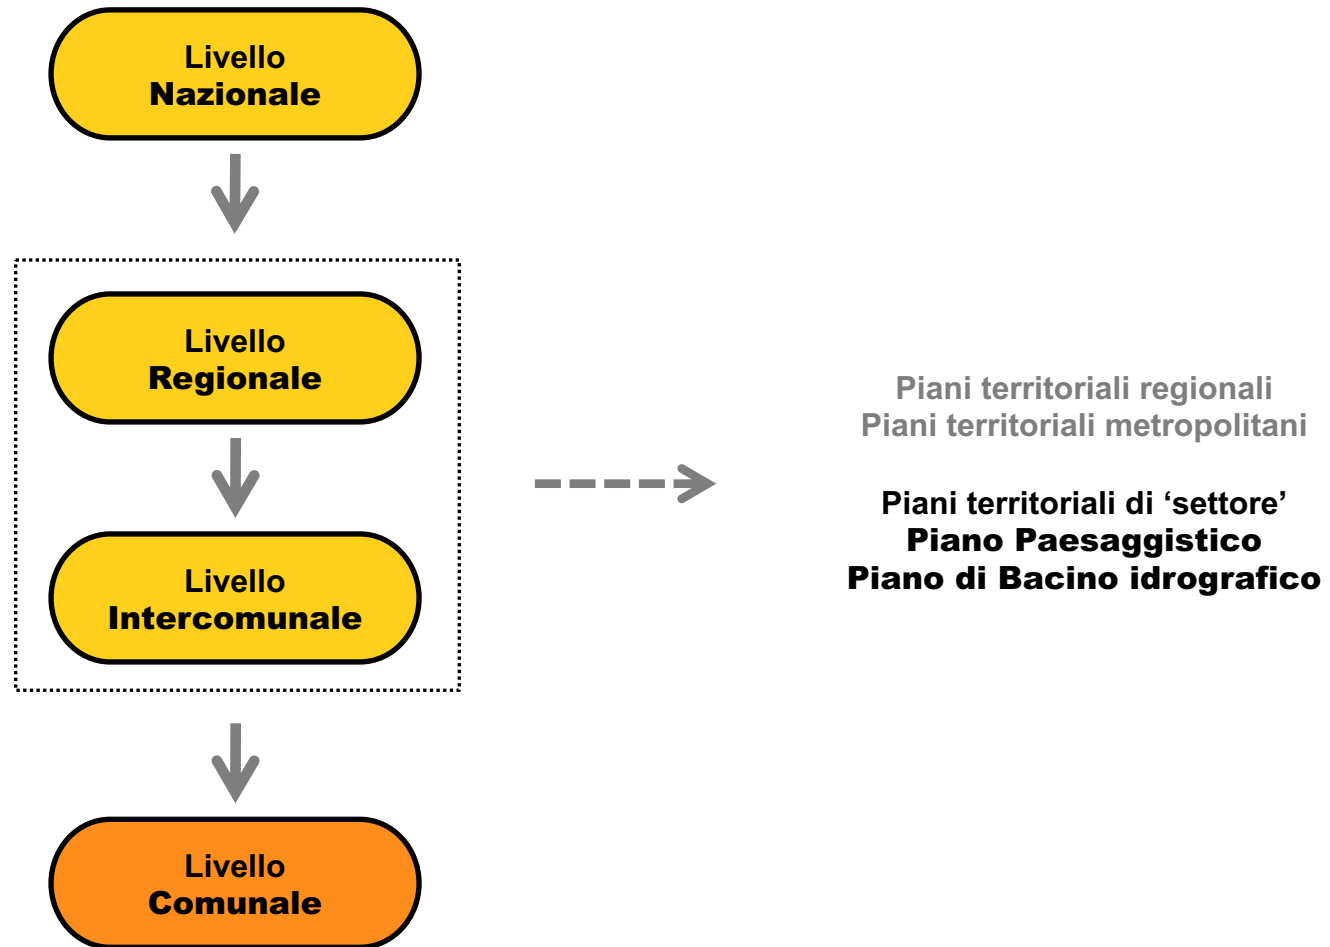 Livello
Nazionale
Livello
Regionale
Livello
Intercomunale
Livello
Comunale
Piani territoriali regionali
Piani territoriali metropolitani
Piani territoriali di ‘settore’
Piano Paesaggistico
Piano di Bacino idrografico